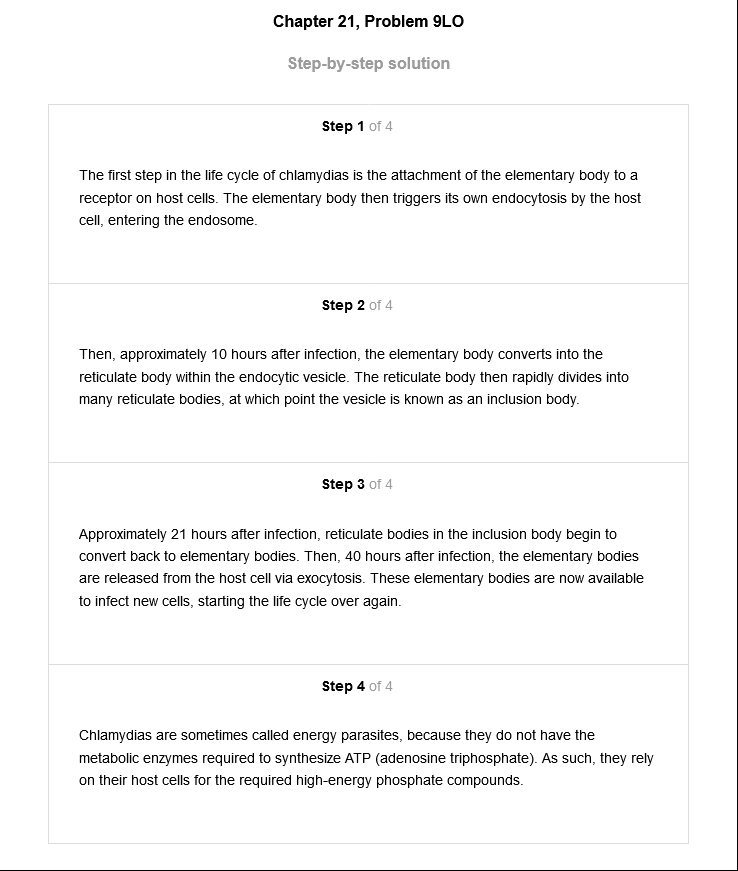 Chapter 21, Problem 9LO
Step-by-step solution
Step 1 of 4
The first step in the life cycle of chlamydias is the attachment of the elementary body to a
receptor on host cells. The elementary body then triggers its own endocytosis by the host
cell, entering the endosome.
Step 2 of 4
Then, approximately 10 hours after infection, the elementary body converts into the
reticulate body within the endocytic vesicle. The reticulate body then rapidly divides into
many reticulate bodies, at which point the vesicle is known as an inclusion body.
Step 3 of 4
Approximately 21 hours after infection, reticulate bodies in the inclusion body begin to
convert back to elementary bodies. Then, 40 hours after infection, the elementary bodies
are released from the host cell via exocytosis. These elementary bodies are now available
to infect new cells, starting the life cycle over again.
Step 4 of 4
Chlamydias are sometimes called energy parasites, because they do not have the
metabolic enzymes required to synthesize ATP (adenosine triphosphate). As such, they rely
on their host cells for the required high-energy phosphate compounds.